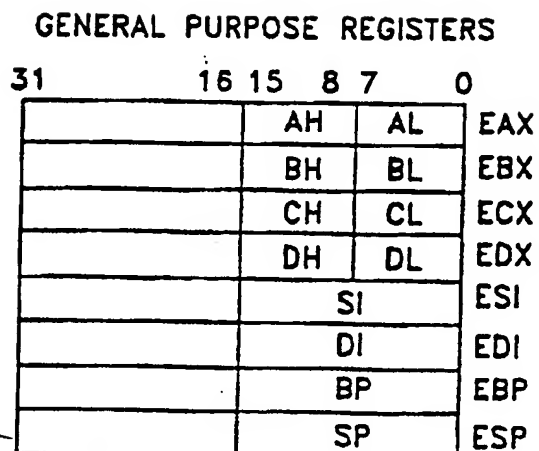 GENERAL PURPOSE REGISTERS
31 16 15 8 7 0
AH AL EAX
BH BL EBX
CH CL ECX
DH DL EDX
SI ESI
DI EDI
BP EBP
SP ESP